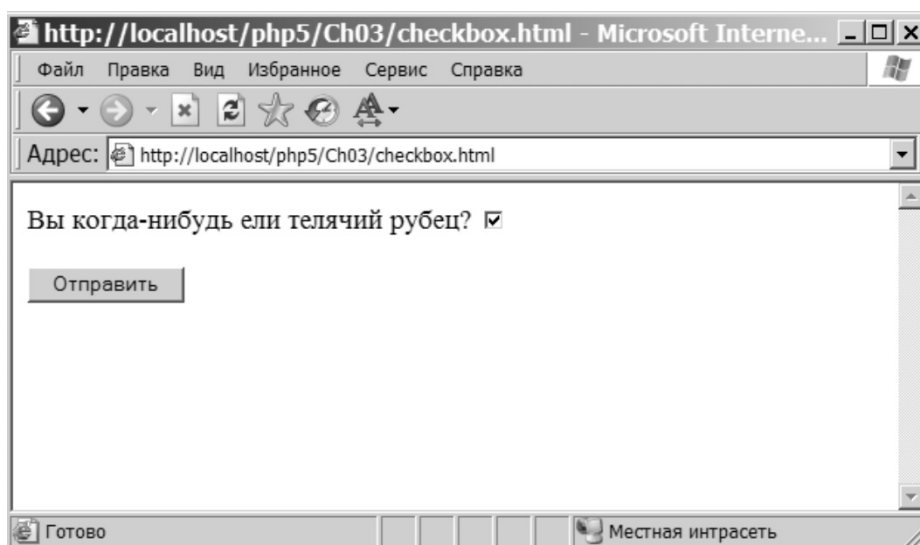 http://localhost/php5/Ch03/checkbox.html - Microsoft Interne...
Файл Правка Вид Избранное Сервис Справка
Адрес: http://localhost/php5/Ch03/checkbox.html
Вы когда-нибудь ели телячий рубец?
Отправить
Готово Местная интрасеть